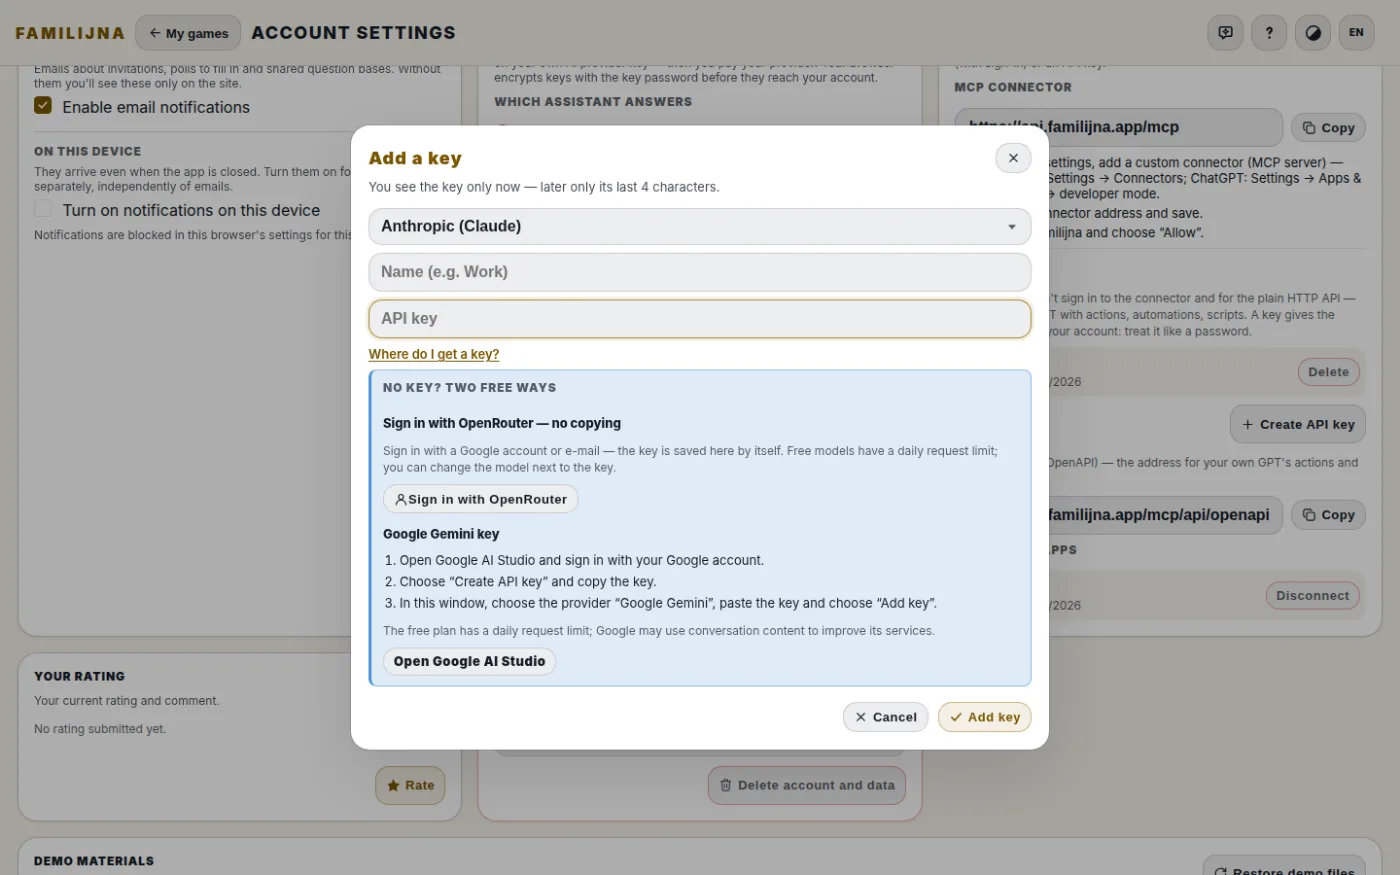 FAMILIJNA
My games
ACCOUNT SETTINGS
?
EN
Emails about invitations, polls to fill in and shared question bases. Without
them you'll see these only on the site.
Enable email notifications
ON THIS DEVICE
They arrive even when the app is closed. Turn them on fo
separately, independently of emails.
Turn on notifications on this device
Notifications are blocked in this browser's settings for this
YOUR RATING
Your current rating and comment.
No rating submitted yet.
Rate
DEMO MATERIALS
encrypts keys with the key password before they reach your account.
WHICH ASSISTANT ANSWERS
Add a key
You see the key only now — later only its last 4 characters.
Anthropic (Claude)
Name (e.g. Work)
API key
Where do I get a key?
NO KEY? TWO FREE WAYS
Sign in with OpenRouter — no copying
Sign in with a Google account or e-mail — the key is saved here by itself. Free models have a daily request limit;
you can change the model next to the key.
Sign in with OpenRouter
Google Gemini key
1. Open Google AI Studio and sign in with your Google account.
2. Choose “Create API key” and copy the key.
3. In this window, choose the provider “Google Gemini”, paste the key and choose “Add key”.
The free plan has a daily request limit; Google may use conversation content to improve its services.
Open Google AI Studio
Cancel
Add key
Delete account and data
MCP CONNECTOR
https://api.familijna.app/mcp
Copy
ettings, add a custom connector (MCP server) —
Settings → Connectors; ChatGPT: Settings → Apps &
→ developer mode.
nnector address and save.
milijna and choose “Allow”.
't sign in to the connector and for the plain HTTP API —
T with actions, automations, scripts. A key gives the
your account: treat it like a password.
/2026
Delete
Create API key
OpenAPI) — the address for your own GPT's actions and
familijna.app/mcp/api/openapi
Copy
APPS
/2026
Disconnect
Restore demo files